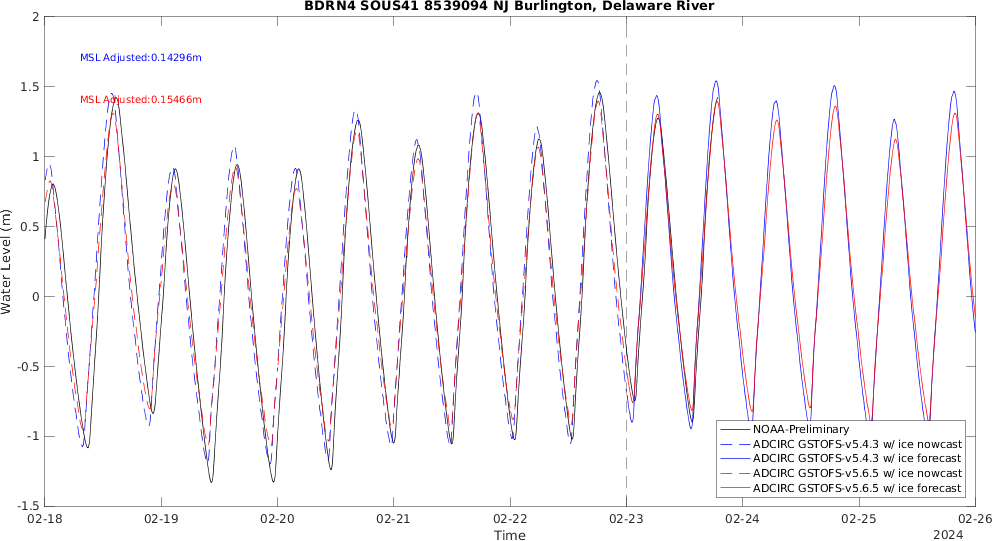 BDRN4 SOUS41 8539094 NJ Burlington, Delaware River
2
1.5
1
0.5
0
-0.5
-1
-1.5
Water Level (m)
MSL Adjusted:0.14296m
MSL Adjusted:0.15466m
NOAA-Preliminary
ADCIRC GSTOFS-v5.4.3 w/ ice nowcast
ADCIRC GSTOFS-v5.4.3 w/ ice forecast
ADCIRC GSTOFS-v5.6.5 w/ ice nowcast
ADCIRC GSTOFS-v5.6.5 w/ ice forecast
02-18 02-19 02-20 02-21 02-22 02-23 02-24 02-25 02-26
Time
2024